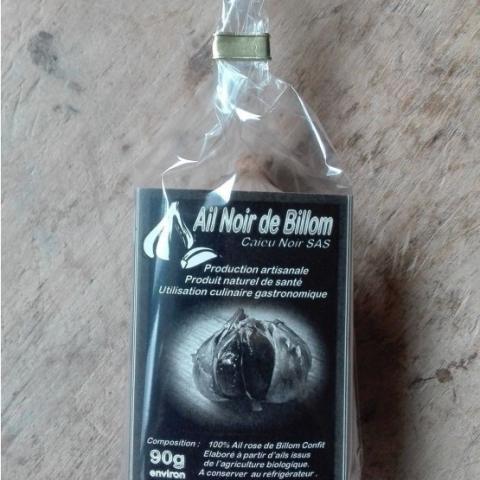 Ail Noir de Billom
Caicu Noir SAS
Production artisanale
Produit naturel de santé
Utilisation culinaire gastronomique
Composition : 100% Ail rose de Billom Confit
Elaboré à partir d'ails issus
de l'agriculture biologique.
A conserver au réfrigérateur.
90g
environ